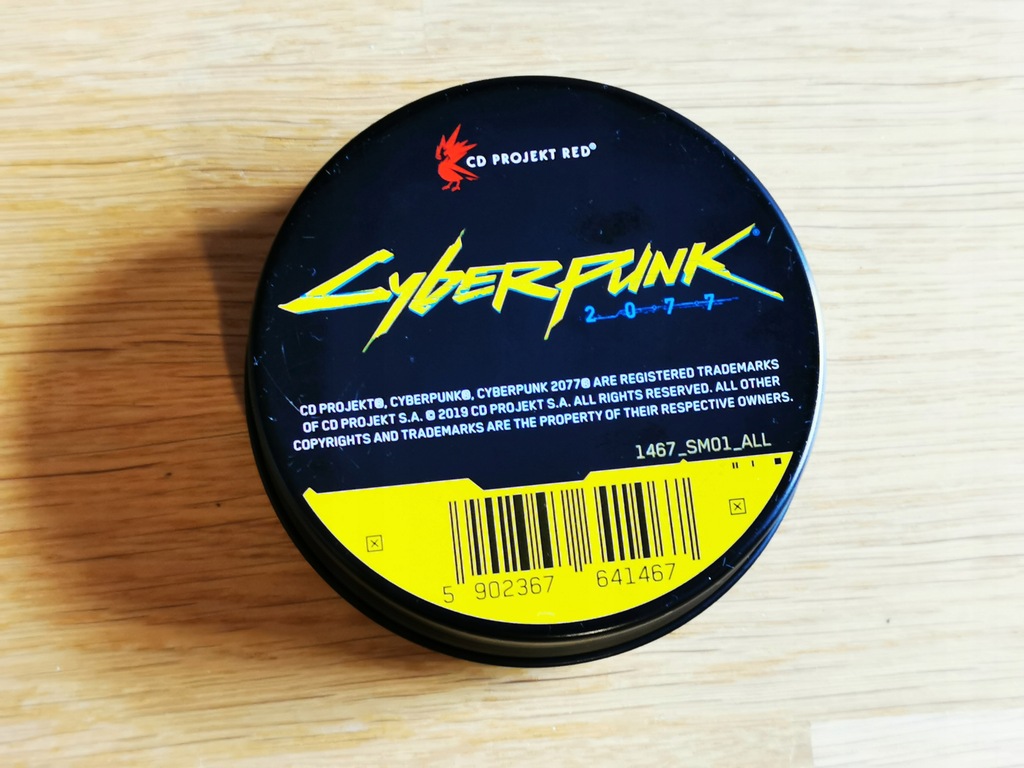 CD PROJEKT RED®
CYBERPUNK®
2077
CD PROJEKT®, CYBERPUNK®, CYBERPUNK 2077® ARE REGISTERED TRADEMARKS
OF CD PROJEKT S.A. © 2019 CD PROJEKT S.A. ALL RIGHTS RESERVED. ALL OTHER
COPYRIGHTS AND TRADEMARKS ARE THE PROPERTY OF THEIR RESPECTIVE OWNERS.
1467_SM01_ALL
5 902367 641467